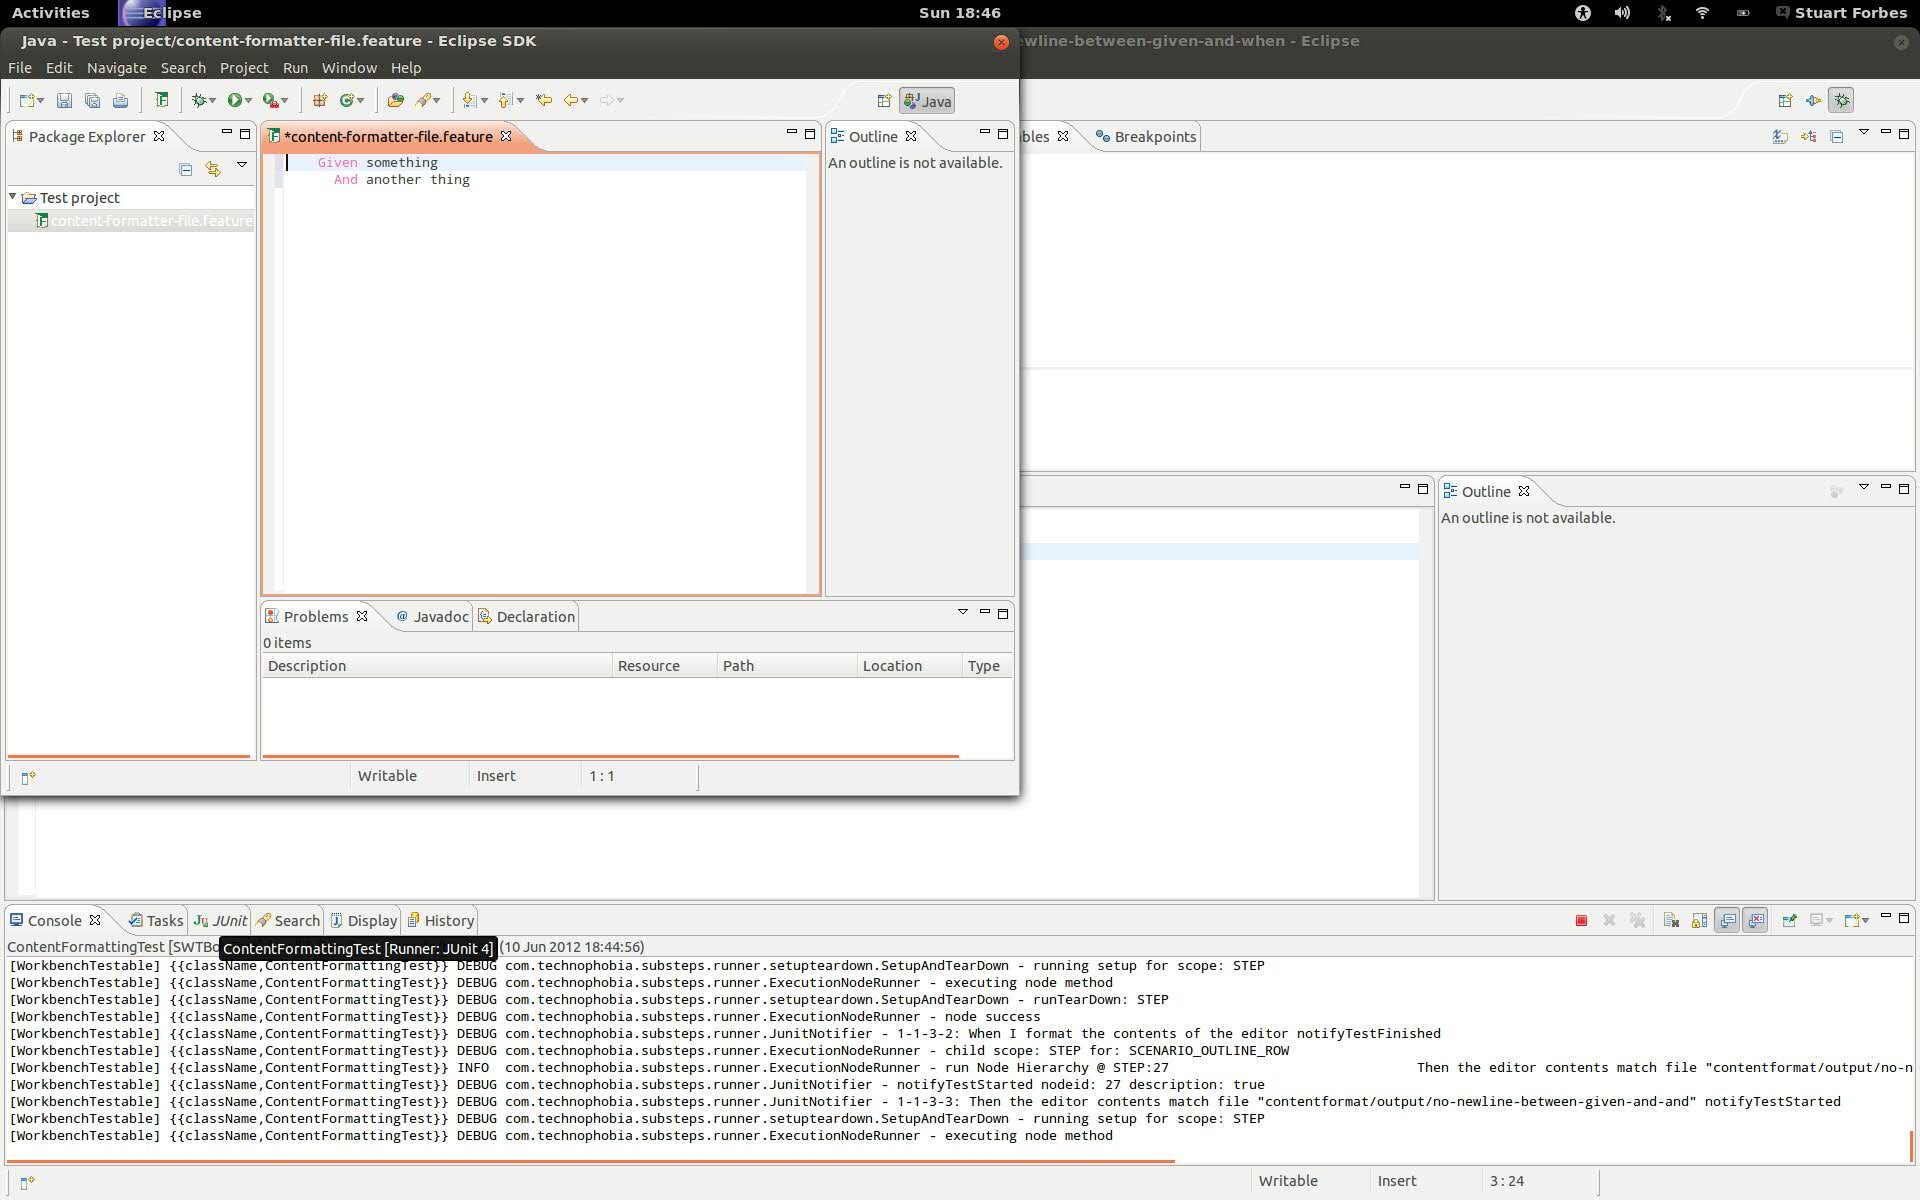 Activities Eclipse Sun 18:46 Stuart Forbes
Java - Test project/content-formatter-file.feature - Eclipse SDK
ewline-between-given-and-when - Eclipse
File Edit Navigate Search Project Run Window Help
Java
Package Explorer
Test project
content-formatter-file.feature
*content-formatter-file.feature
Given something
And another thing
Outline
An outline is not available.
bles Breakpoints
Outline
An outline is not available.
Problems Javadoc Declaration
0 items
Description Resource Path Location Type
Writable Insert 1 : 1
Console Tasks JUnit Search Display History
ContentFormattingTest [SWTBo (10 Jun 2012 18:44:56)
ContentFormattingTest [Runner: JUnit 4]
[WorkbenchTestable] {{className,ContentFormattingTest}} DEBUG com.technophobia.substeps.runner.setupteardown.SetupAndTearDown - running setup for scope: STEP
[WorkbenchTestable] {{className,ContentFormattingTest}} DEBUG com.technophobia.substeps.runner.ExecutionNodeRunner - executing node method
[WorkbenchTestable] {{className,ContentFormattingTest}} DEBUG com.technophobia.substeps.runner.setupteardown.SetupAndTearDown - runTearDown: STEP
[WorkbenchTestable] {{className,ContentFormattingTest}} DEBUG com.technophobia.substeps.runner.ExecutionNodeRunner - node success
[WorkbenchTestable] {{className,ContentFormattingTest}} DEBUG com.technophobia.substeps.runner.JunitNotifier - 1-1-3-2: When I format the contents of the editor notifyTestFinished
[WorkbenchTestable] {{className,ContentFormattingTest}} DEBUG com.technophobia.substeps.runner.ExecutionNodeRunner - child scope: STEP for: SCENARIO_OUTLINE_ROW
[WorkbenchTestable] {{className,ContentFormattingTest}} INFO com.technophobia.substeps.runner.ExecutionNodeRunner - run Node Hierarchy @ STEP:27 Then the editor contents match file "contentformat/output/no-n
[WorkbenchTestable] {{className,ContentFormattingTest}} DEBUG com.technophobia.substeps.runner.JunitNotifier - notifyTestStarted nodeid: 27 description: true
[WorkbenchTestable] {{className,ContentFormattingTest}} DEBUG com.technophobia.substeps.runner.JunitNotifier - 1-1-3-3: Then the editor contents match file "contentformat/output/no-newline-between-given-and-and" notifyTestStarted
[WorkbenchTestable] {{className,ContentFormattingTest}} DEBUG com.technophobia.substeps.runner.setupteardown.SetupAndTearDown - running setup for scope: STEP
[WorkbenchTestable] {{className,ContentFormattingTest}} DEBUG com.technophobia.substeps.runner.ExecutionNodeRunner - executing node method
Writable Insert 3 : 24